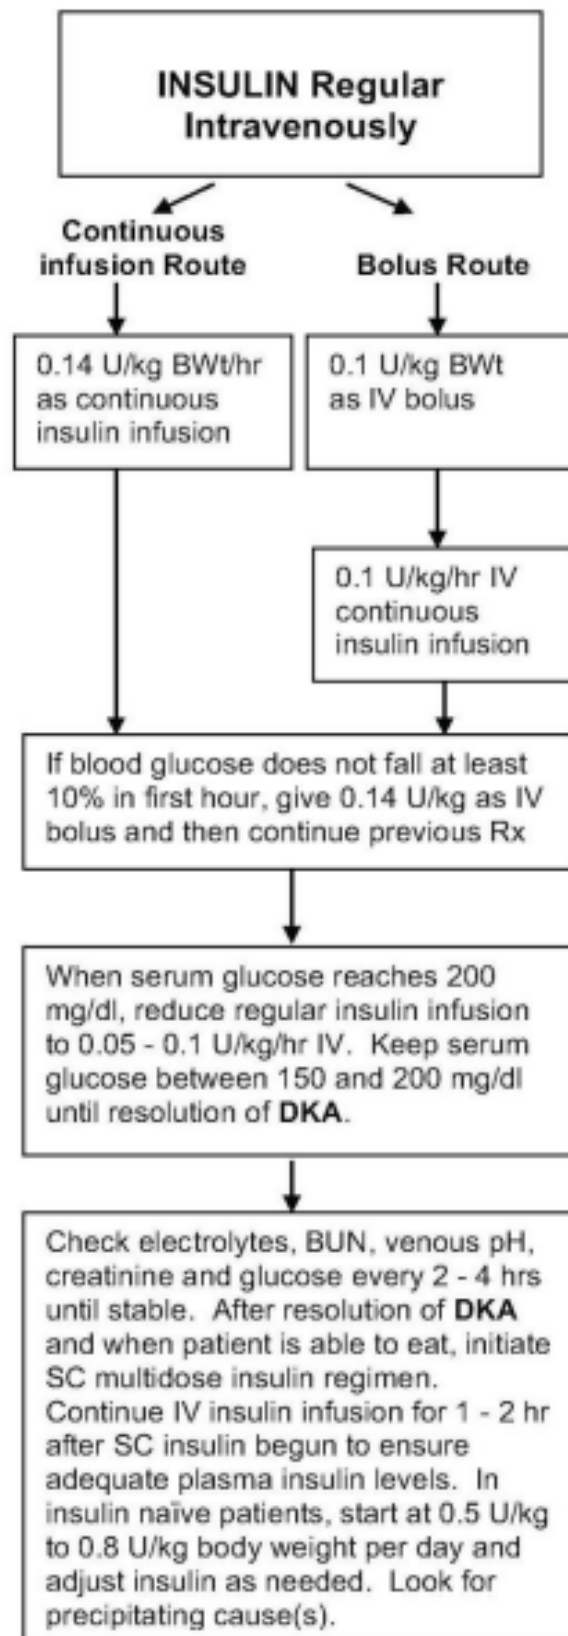 INSULIN Regular
Intravenously
Continuous
infusion Route
Bolus Route
0.14 U/kg BWt/hr
as continuous
insulin infusion
0.1 U/kg BWt
as IV bolus
0.1 U/kg/hr IV
continuous
insulin infusion
If blood glucose does not fall at least
10% in first hour, give 0.14 U/kg as IV
bolus and then continue previous Rx
When serum glucose reaches 200
mg/dl, reduce regular insulin infusion
to 0.05 - 0.1 U/kg/hr IV. Keep serum
glucose between 150 and 200 mg/dl
until resolution of DKA.
Check electrolytes, BUN, venous pH,
creatinine and glucose every 2 - 4 hrs
until stable. After resolution of DKA
and when patient is able to eat, initiate
SC multidose insulin regimen.
Continue IV insulin infusion for 1 - 2 hr
after SC insulin begun to ensure
adequate plasma insulin levels. In
insulin naïve patients, start at 0.5 U/kg
to 0.8 U/kg body weight per day and
adjust insulin as needed. Look for
precipitating cause(s).